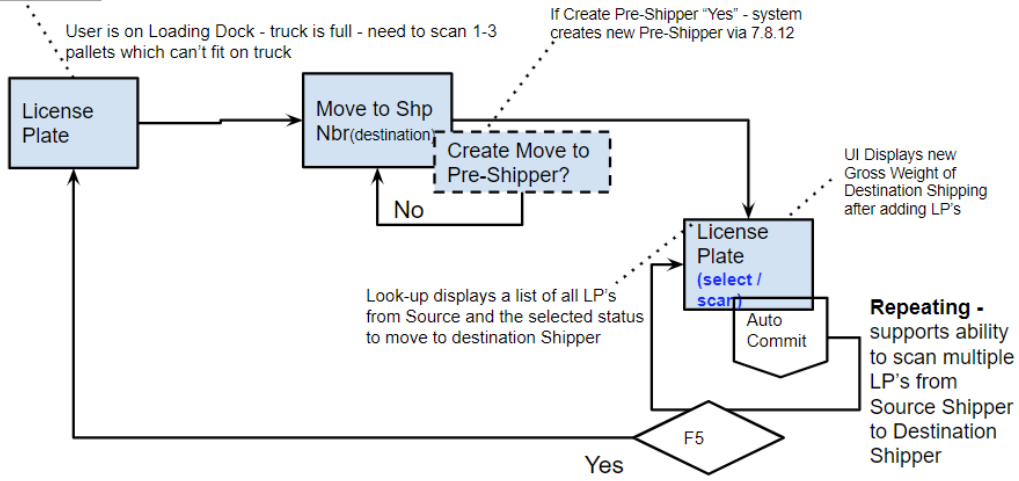 User is on Loading Dock - truck is full - need to scan 1-3
pallets which can't fit on truck
If Create Pre-Shipper “Yes” - system
creates new Pre-Shipper via 7.8.12
License
Plate
Move to Shp
Nbr(destination)
Create Move to
Pre-Shipper?
No
UI Displays new
Gross Weight of
Destination Shipping
after adding LP's
License
Plate
(select /
scan)
Look-up displays a list of all LP's
from Source and the selected status
to move to destination Shipper
Auto
Commit
Repeating -
supports ability
to scan multiple
LP's from
Source Shipper
to Destination
Shipper
F5
Yes